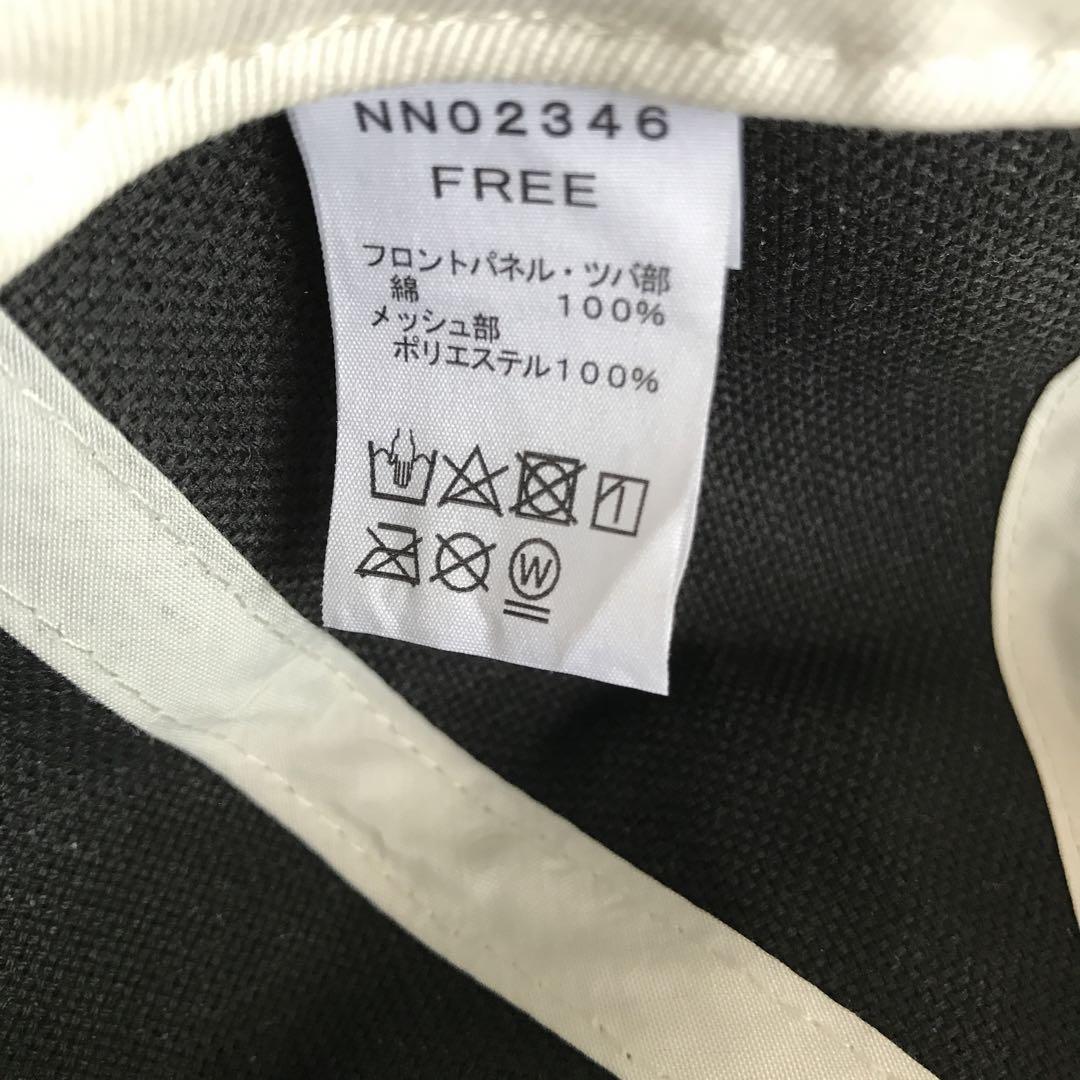 NN02346
FREE
フロントパネル・ツバ部
綿 100%
メッシュ部
ポリエステル100%
W